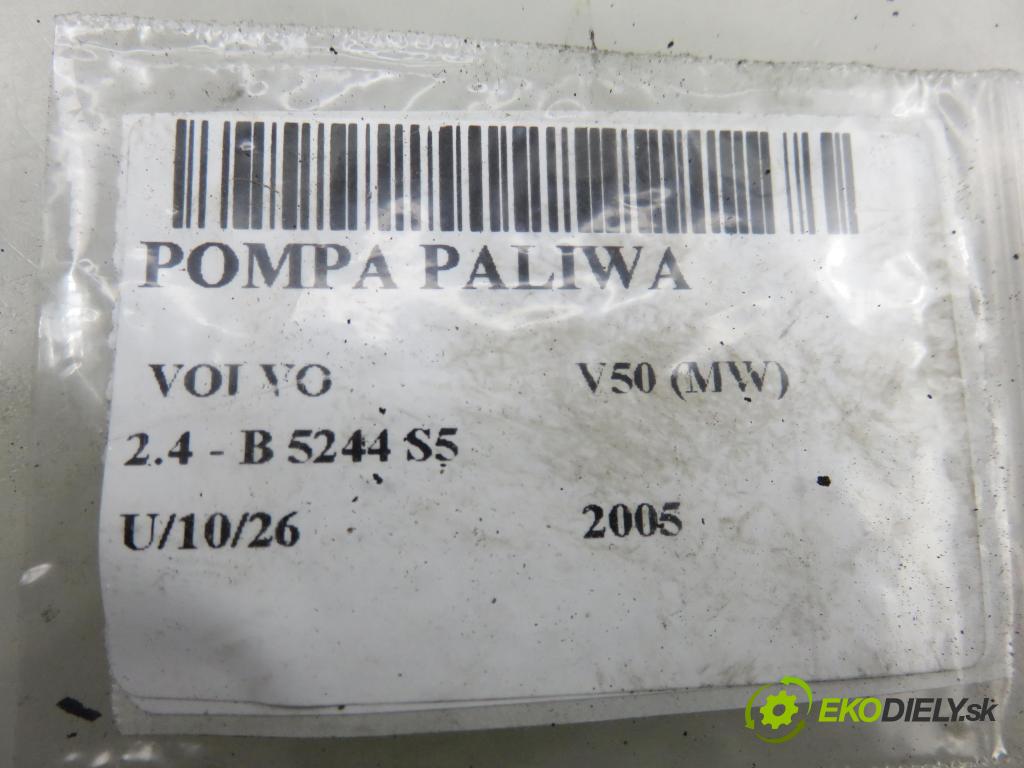 POMPA PALIWA
VOLVO V50 (MW)
2.4 - B 5244 S5
U/10/26 2005
EKODIELY.sk